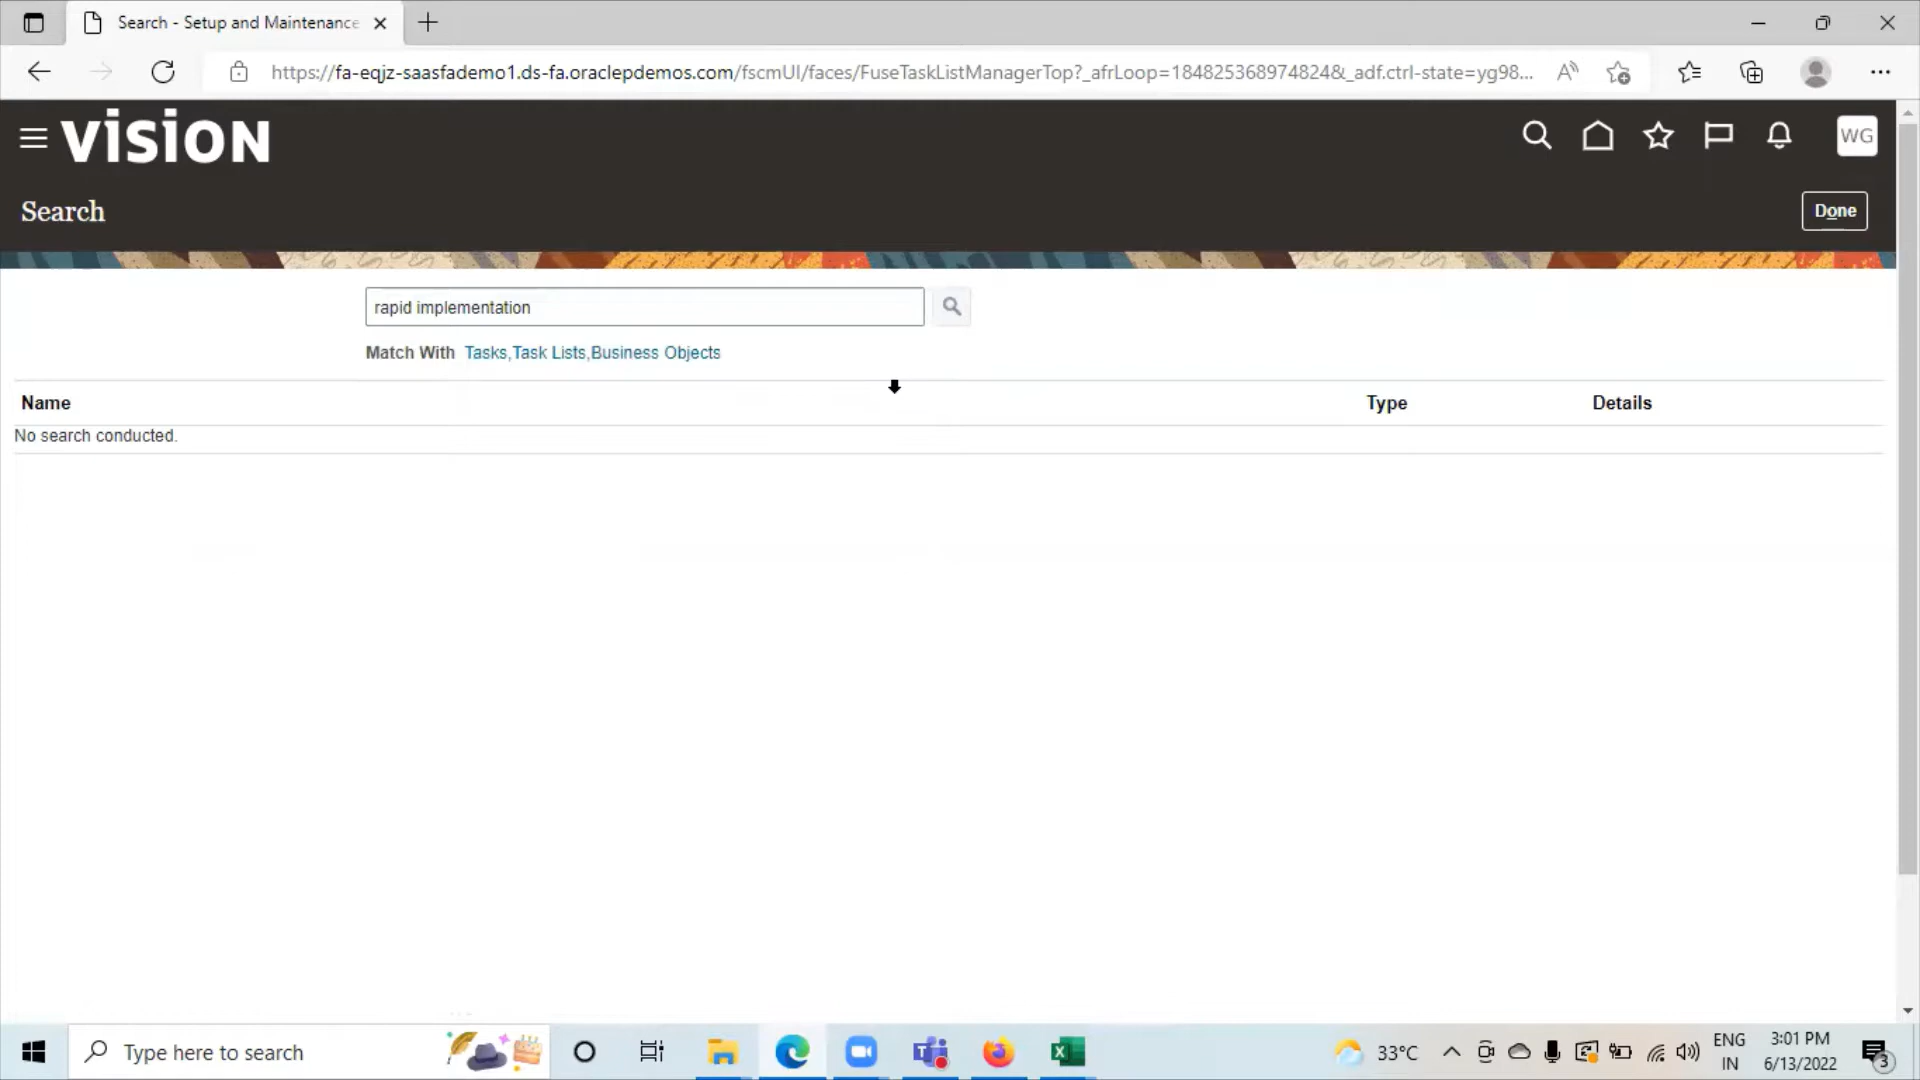 Search - Setup and Maintenance
https://fa-eqjz-saasfademo1.ds-fa.oraclepdemos.com/fscmUI/faces/FuseTaskListManagerTop?_afrLoop=184825368974824&_adf.ctrl-state=yg98...
VISION
WG
Search
Done
rapid implementation
Match With Tasks,Task Lists,Business Objects
Name Type Details
No search conducted.
Type here to search
33°C
ENG
IN
3:01 PM
6/13/2022
3